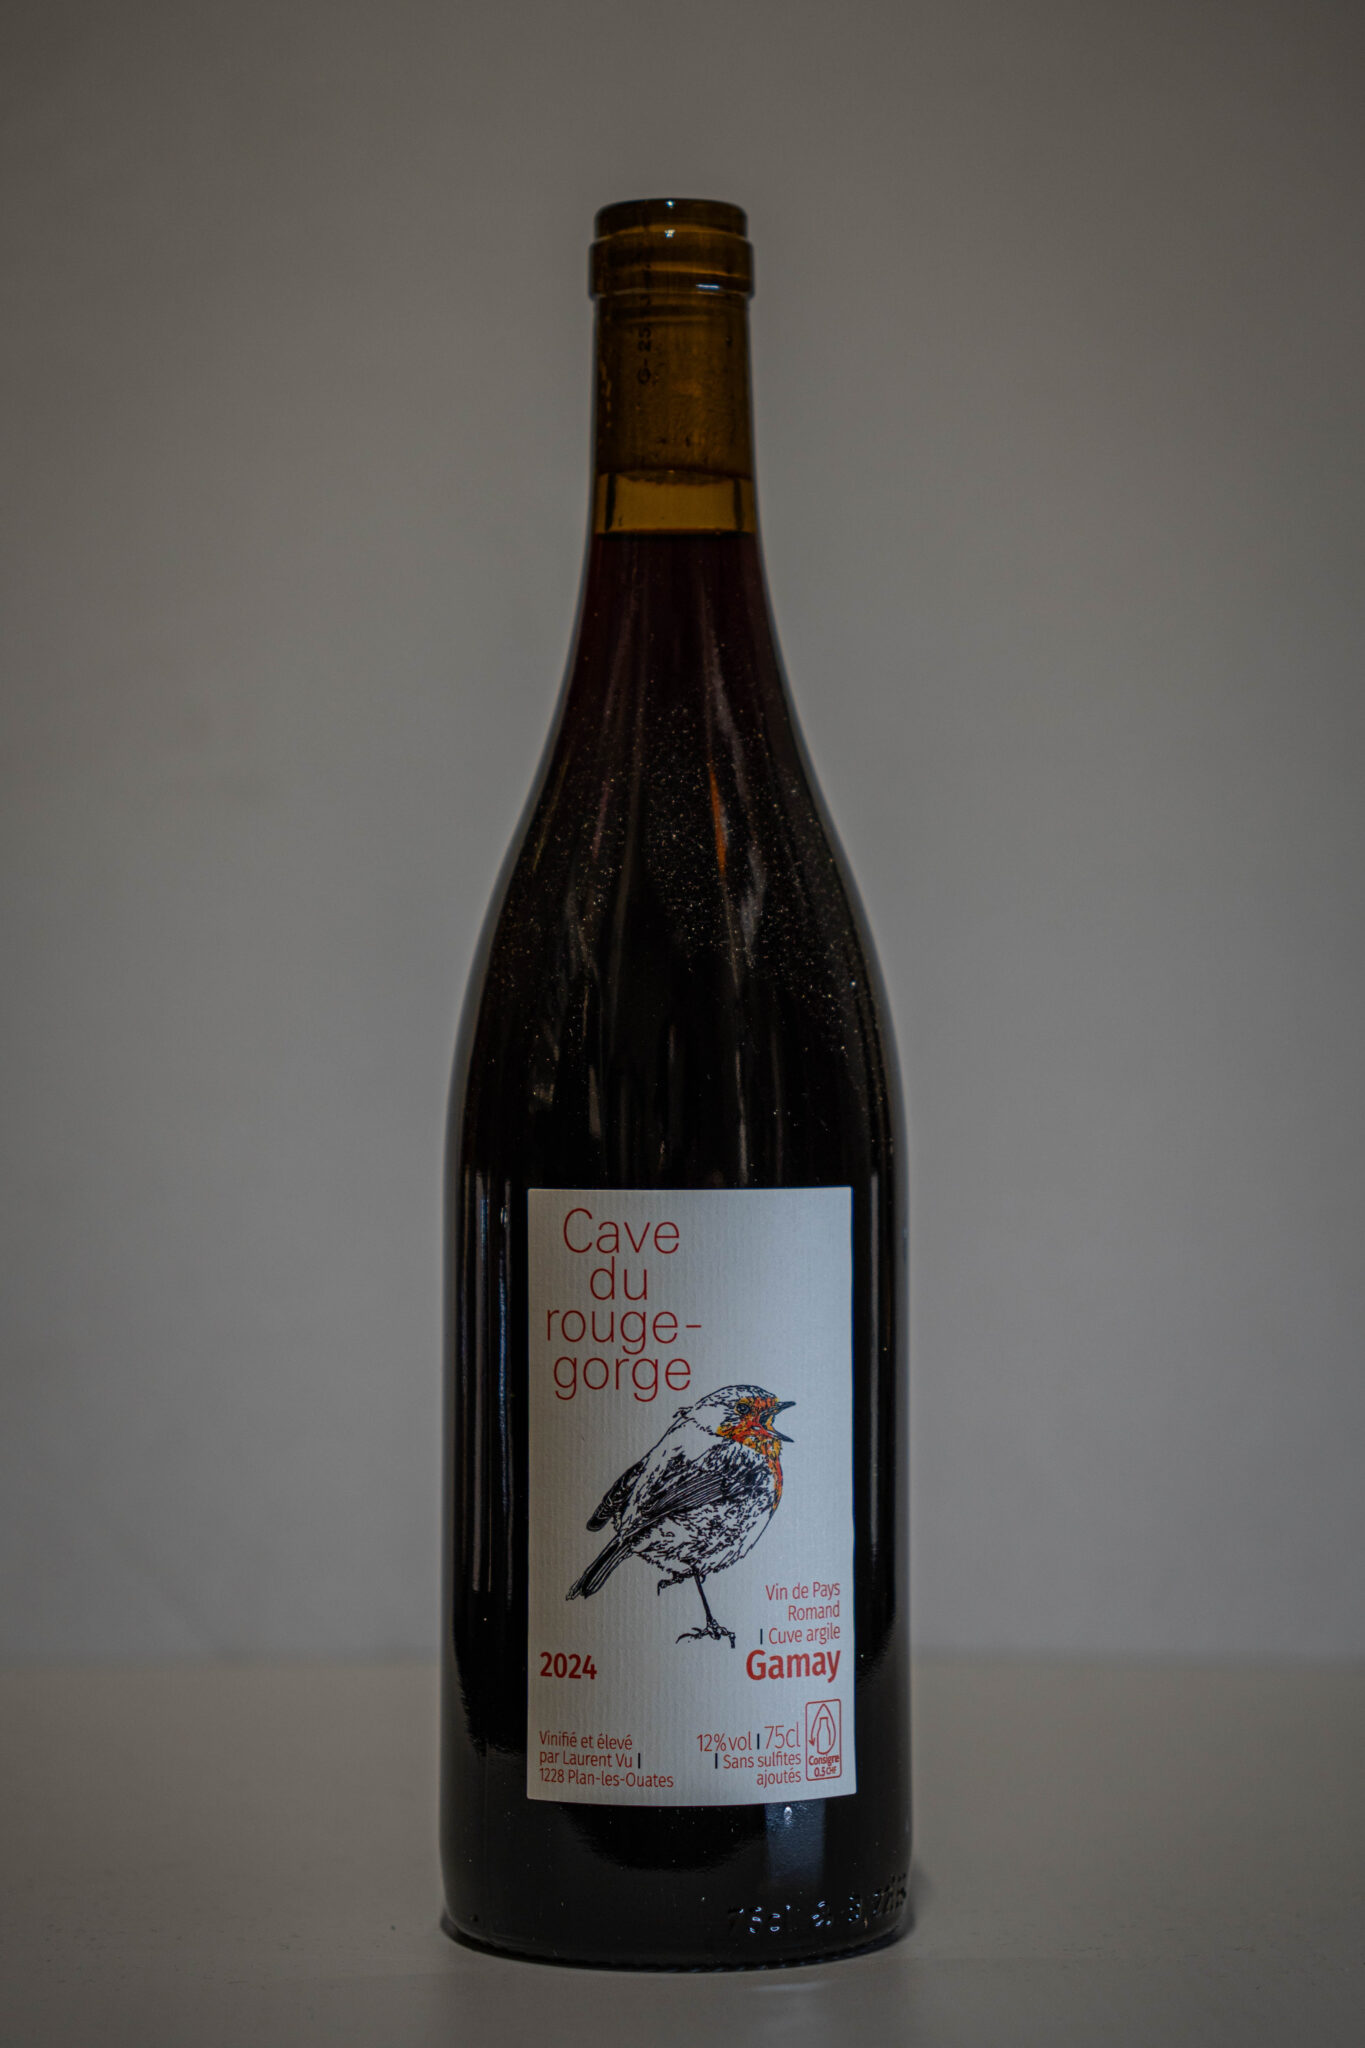 Cave
du
rouge-
gorge
Vin de Pays
Romand
| Cuve argile
2024
Gamay
Vinifié et élevé
par Laurent Vu |
1228 Plan-les-Ouates
12%vol | 75cl
| Sans sulfites
ajoutés
Consigne
0.5 CHF